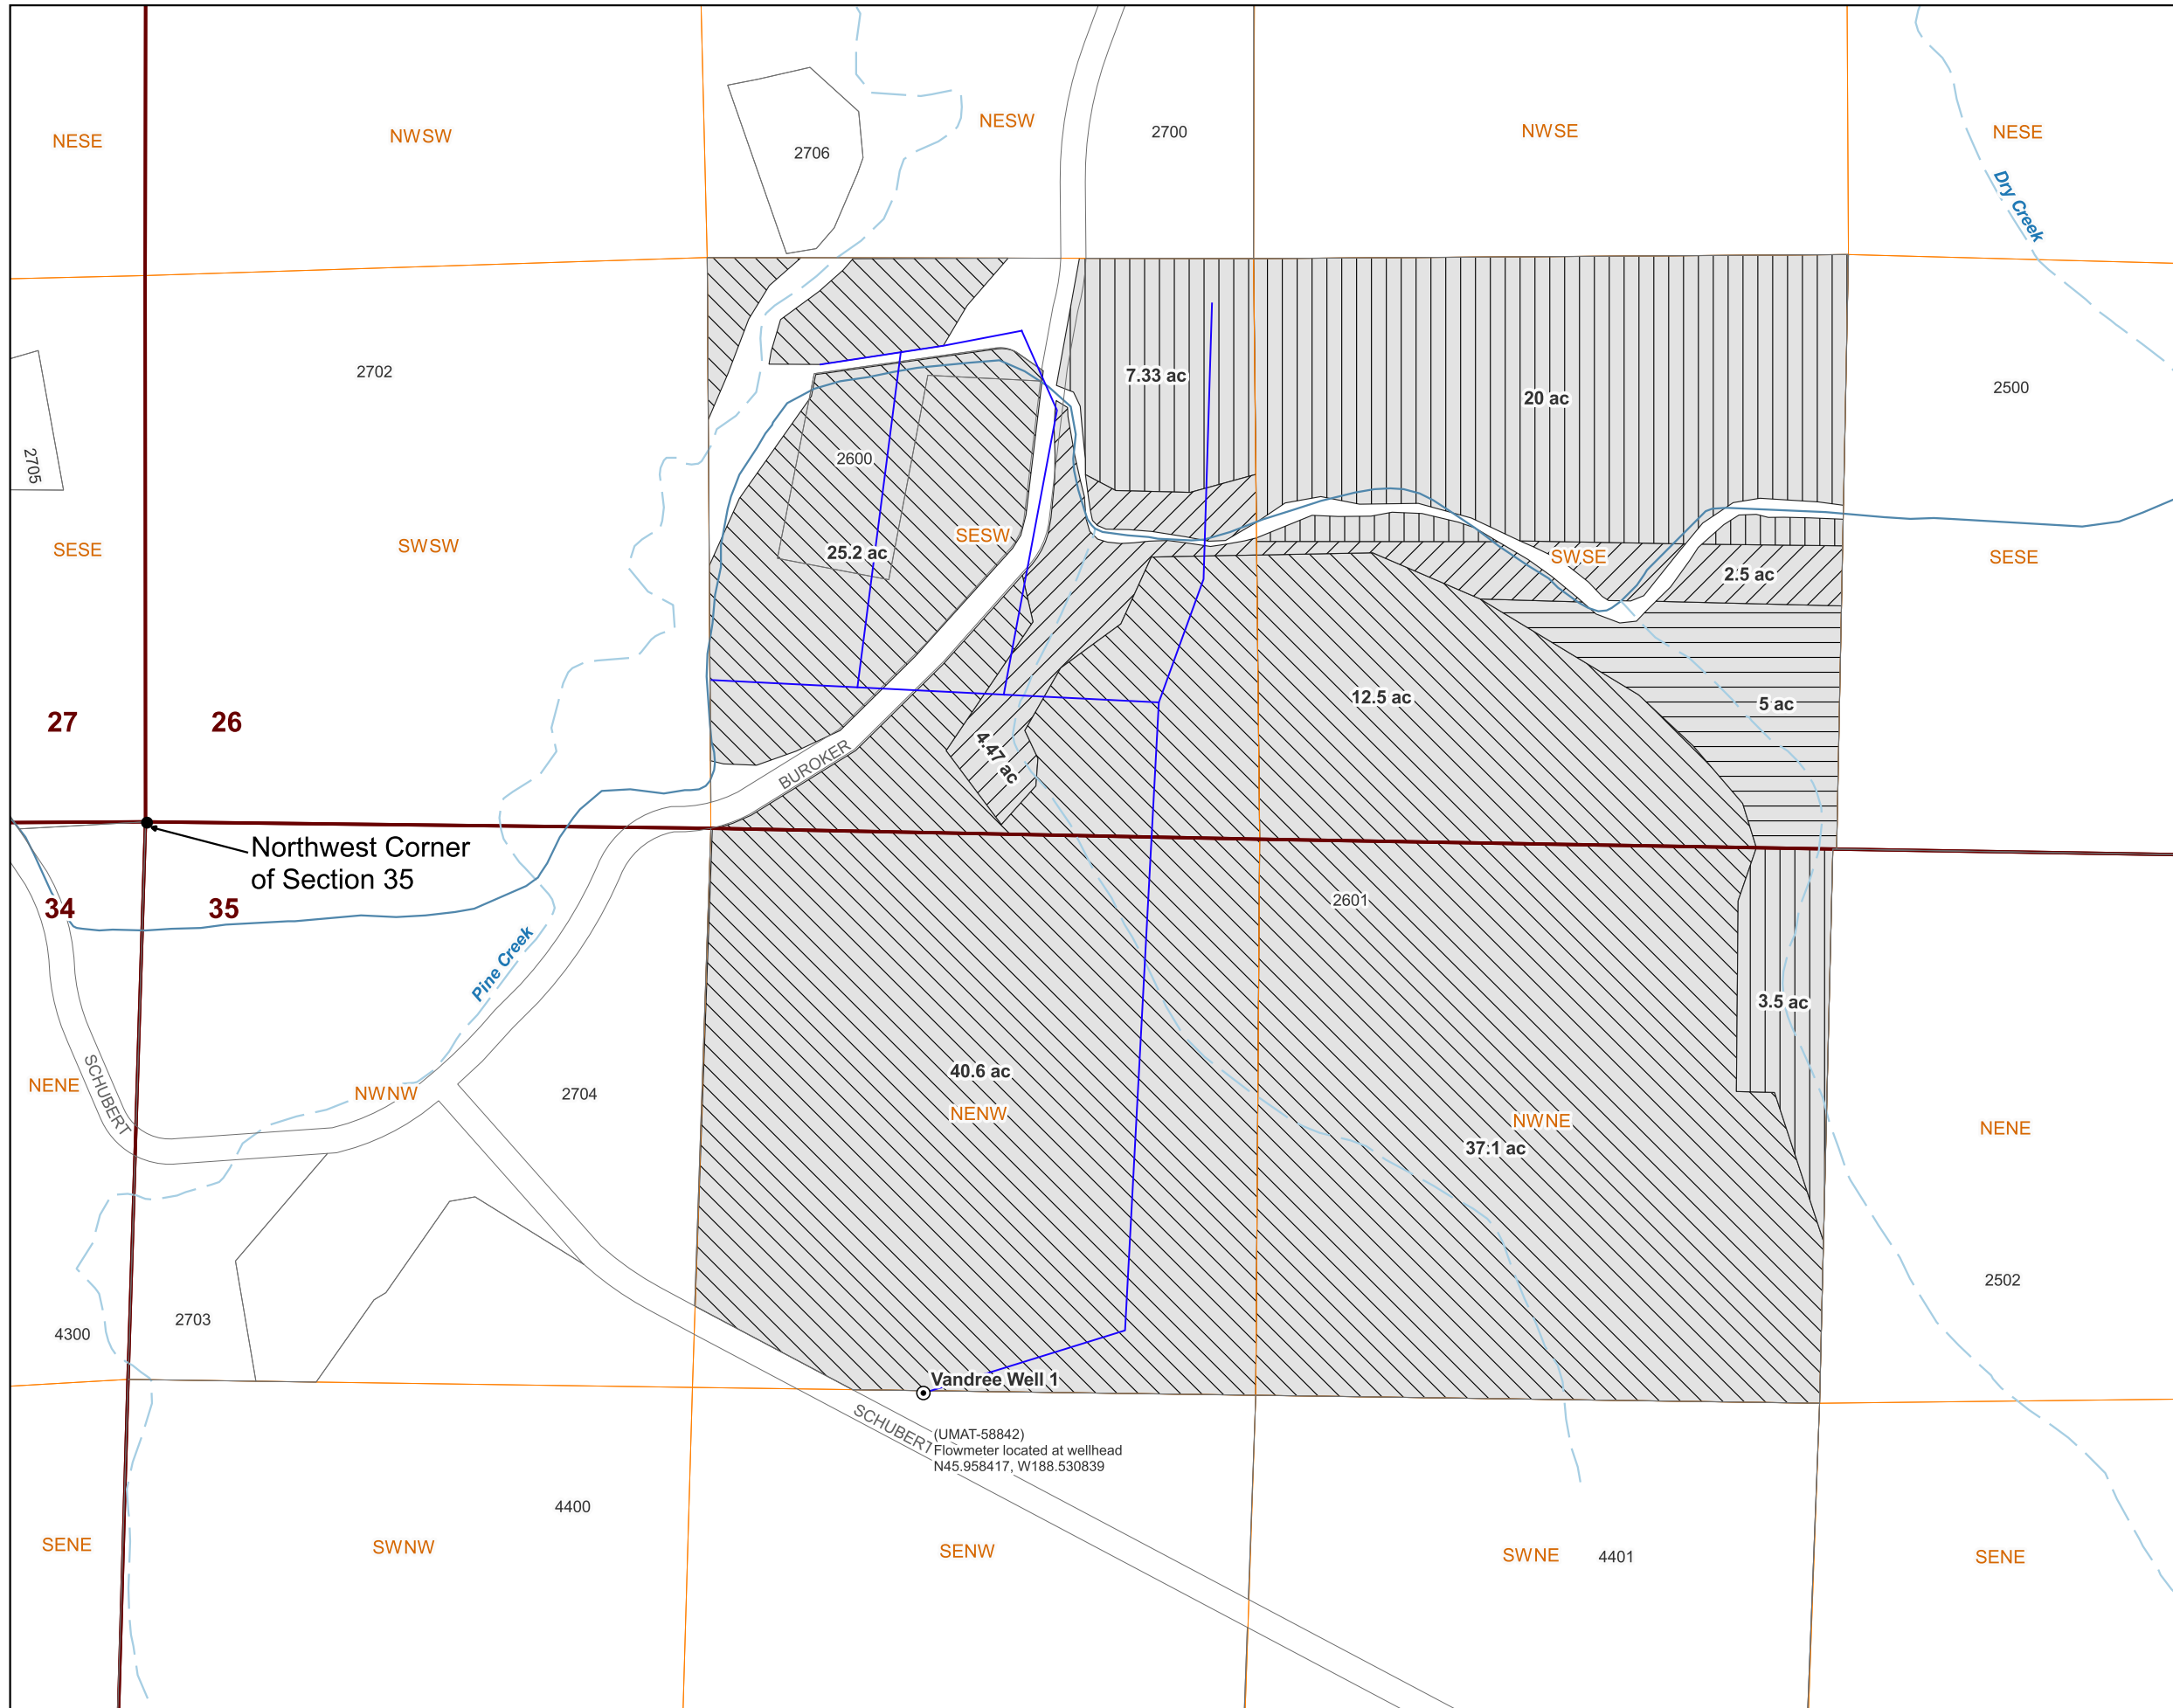 NESE
NWSW
NESW
2700
NWSE
NESE
2706
Dry Creek
2702
7.33 ac
20 ac
2500
2705
2600
SESE
SWSW
25.2 ac
SESW
SWSE
2.5 ac
SESE
27
26
12.5 ac
5 ac
4.47 ac
BUROKER
Northwest Corner
of Section 35
34
35
2601
Pine Creek
3.5 ac
SCHUBERT
NENE
NWNW
2704
40.6 ac
NENW
NWNE
37.1 ac
NENE
2502
4300
2703
Vandree Well 1
SCHUBERT
(UMAT-58842)
Flowmeter located at wellhead
N45.958417, W188.530839
4400
SENE
SWNW
SENW
SWNE
4401
SENE